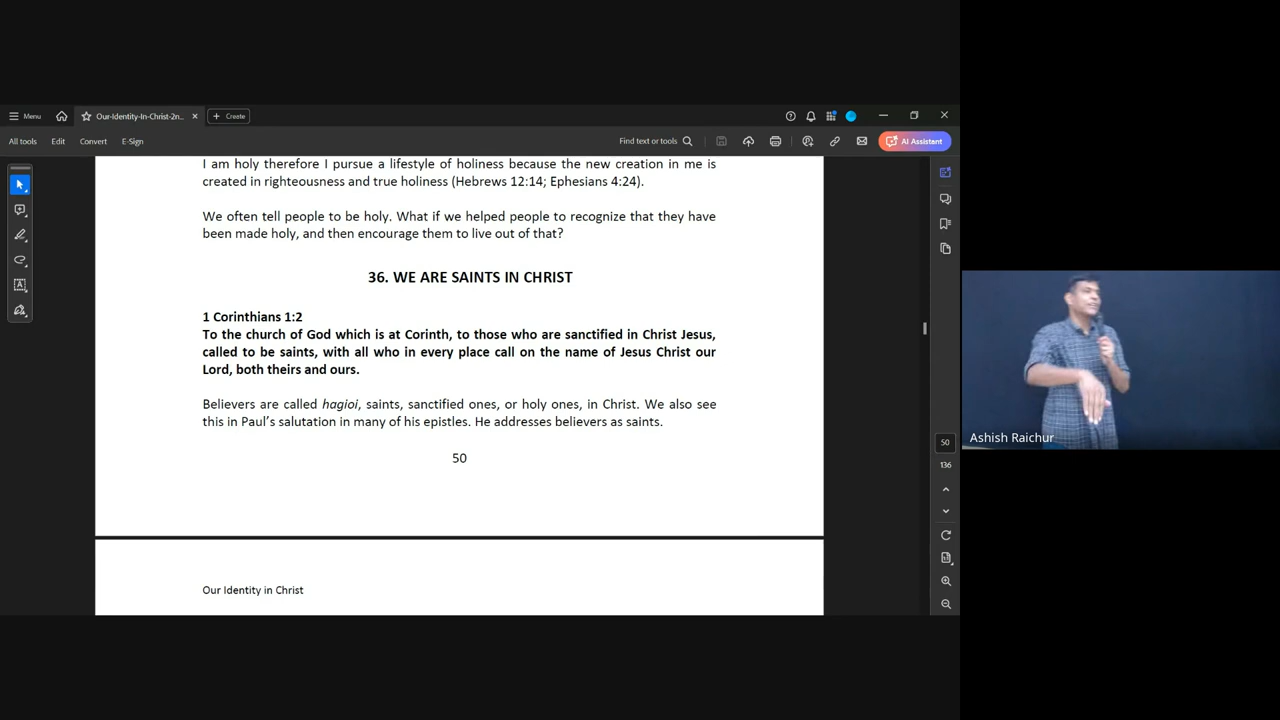 Menu
Our-Identity-In-Christ-2n...
Create
All tools
Edit
Convert
E-Sign
Find text or tools
AI Assistant
I am holy therefore I pursue a lifestyle of holiness because the new creation in me is
created in righteousness and true holiness (Hebrews 12:14; Ephesians 4:24).
We often tell people to be holy. What if we helped people to recognize that they have
been made holy, and then encourage them to live out of that?
36. WE ARE SAINTS IN CHRIST
1 Corinthians 1:2
To the church of God which is at Corinth, to those who are sanctified in Christ Jesus,
called to be saints, with all who in every place call on the name of Jesus Christ our
Lord, both theirs and ours.
Believers are called hagioi, saints, sanctified ones, or holy ones, in Christ. We also see
this in Paul's salutation in many of his epistles. He addresses believers as saints.
50
Our Identity in Christ
50
136
Ashish Raichur